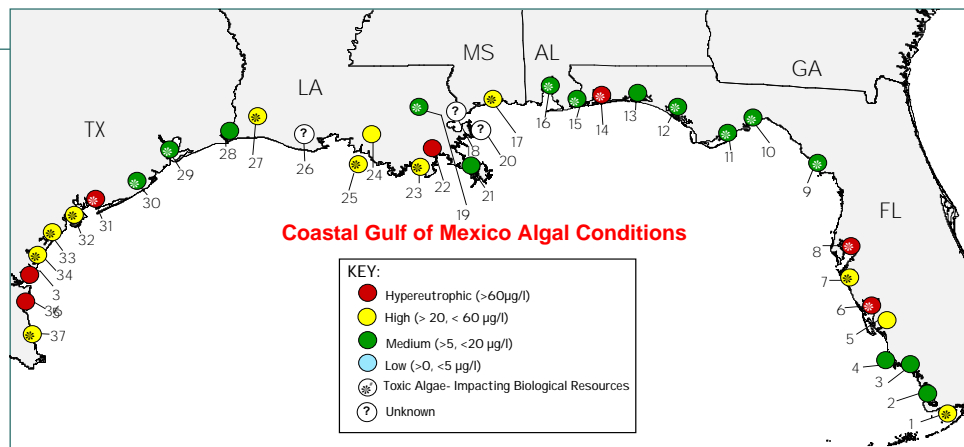 MS
AL
LA
GA
TX
FL
17
16
15
14
13
12
11
10
9
18
20
28
27
26
24
29
25
23
22
21
19
30
31
32
33
34
3
36
5
37
8
7
6
5
4
3
2
1
?
?
?
Coastal Gulf of Mexico Algal Conditions
KEY:
Hypereutrophic (>60µg/l)
High (> 20, < 60 µg/l)
Medium (>5, <20 µg/l)
Low (>0, <5 µg/l)
Toxic Algae- Impacting Biological Resources
? Unknown